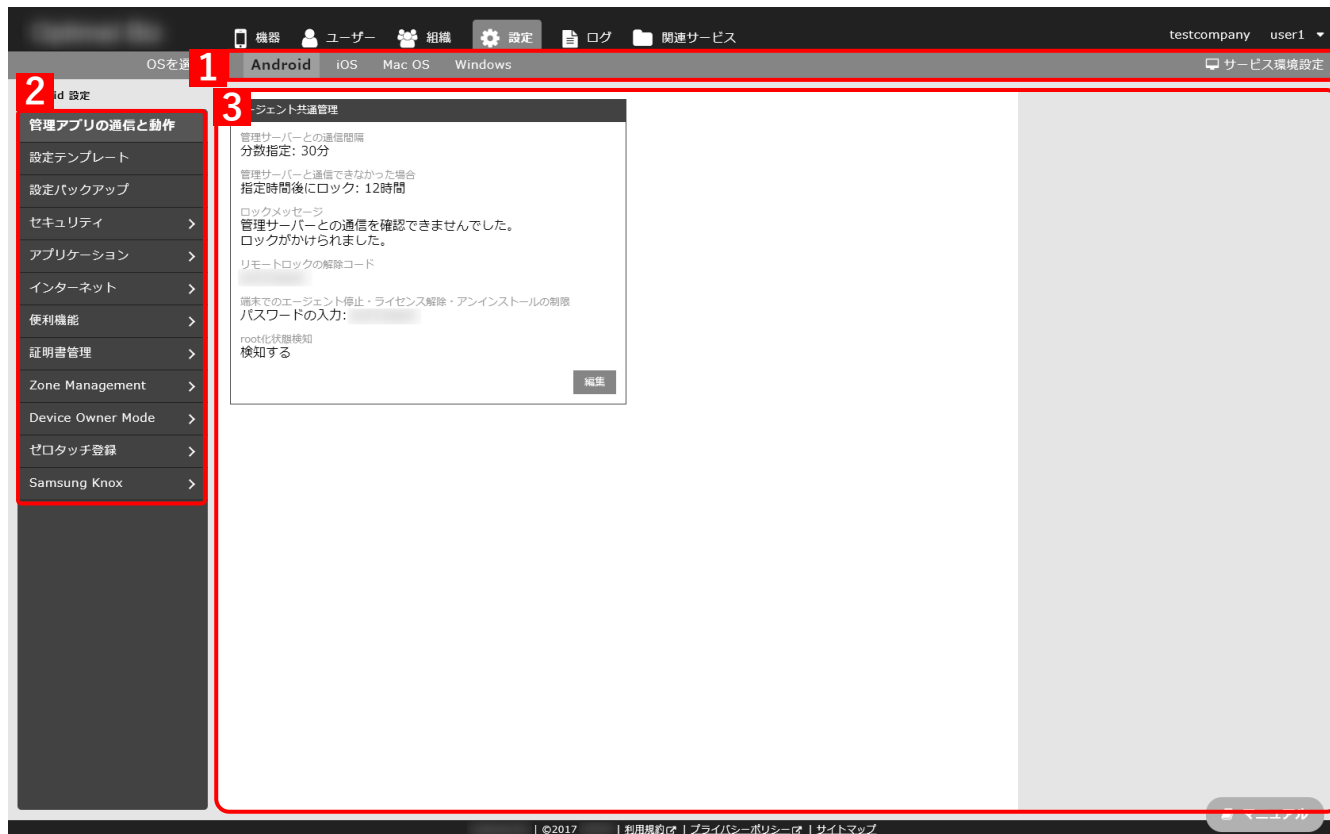 機器 ユーザー 組織 設定 ログ 関連サービス testcompany user1
OSを選 Android iOS Mac OS Windows サービス環境設定
1
2
3
id 設定
管理アプリの通信と動作
設定テンプレート
設定バックアップ
セキュリティ
アプリケーション
インターネット
便利機能
証明書管理
Zone Management
Device Owner Mode
ゼロタッチ登録
Samsung Knox
ージェント共通管理
管理サーバーとの通信間隔
分数指定: 30分
管理サーバーと通信できなかった場合
指定時間後にロック: 12時間
ロックメッセージ
管理サーバーとの通信を確認できませんでした。
ロックがかけられました。
リモートロックの解除コード
端末でのエージェント停止・ライセンス解除・アンインストールの制限
パスワードの入力:
root化状態検知
検知する
編集
マニュアル
| ©2017 | 利用規約 | プライバシーポリシー | サイトマップ